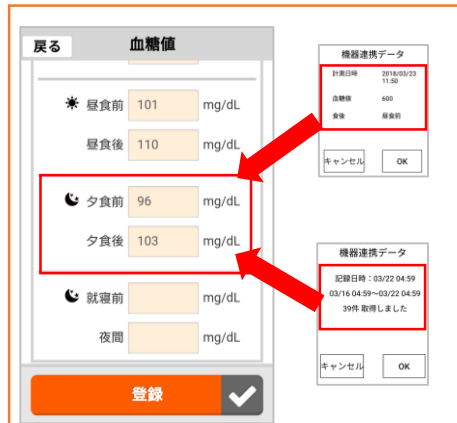 戻る
血糖値
昼食前 101 mg/dL
昼食後 110 mg/dL
夕食前 96 mg/dL
夕食後 103 mg/dL
就寝前 mg/dL
夜間 mg/dL
登録
機器連携データ
計測日時 2018/03/23
11:50
血糖値 600
食後 昼食前
キャンセル OK
機器連携データ
記録日時：03/22 04:59
03/16 04:59～03/22 04:59
39件 取得しました
キャンセル OK